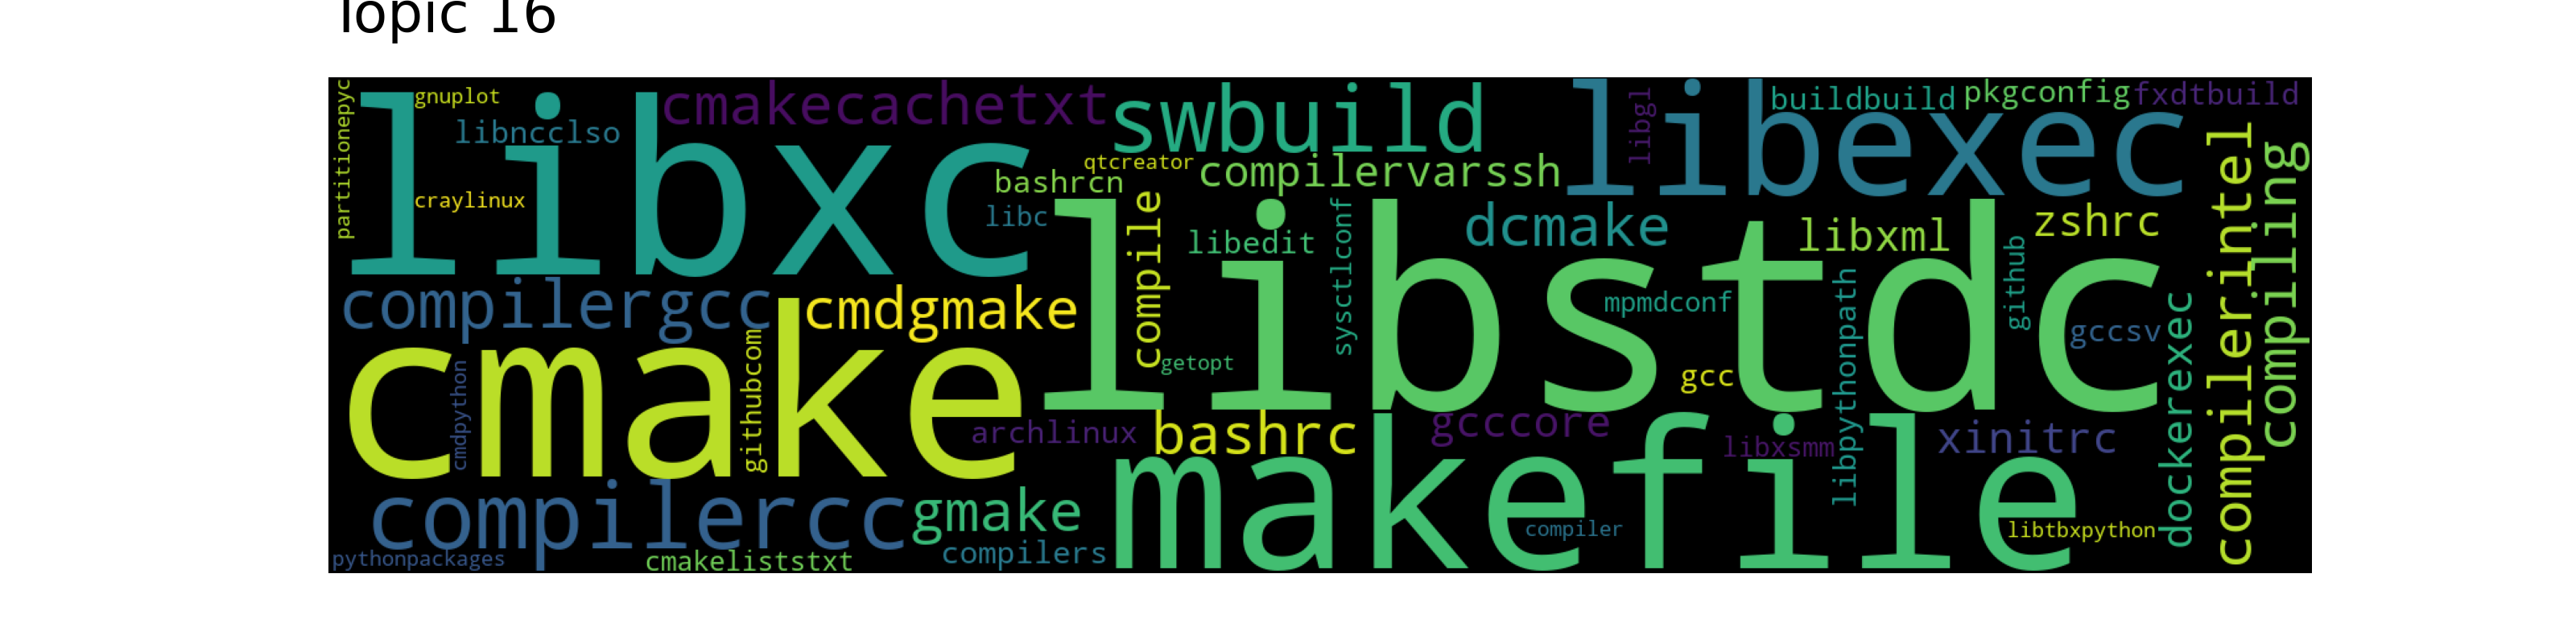 Topic 16
partitionepyc
gnuplot
libncclso
craylinux
libxc
cmakecachetxt
swbuild
qtcreator
compilervarssh
bashrcn
libc
libexec
libgl
buildbuild
pkgconfig
fxdtbuild
compile
libedit
sysctlconf
dcmake
libxml
zshrc
github
libstdc
mpmdconf
getopt
gcc
gccsv
libpythonpath
compilerintel
compiling
dockerexec
compilergcc
cmdgmake
cmake
cmdpython
githubcom
archlinux
bashrc
gcccore
libxsmm
xinitrc
makefile
compiler
libtbxpython
compilercc
gmake
compilers
pythonpackages
cmakeliststxt